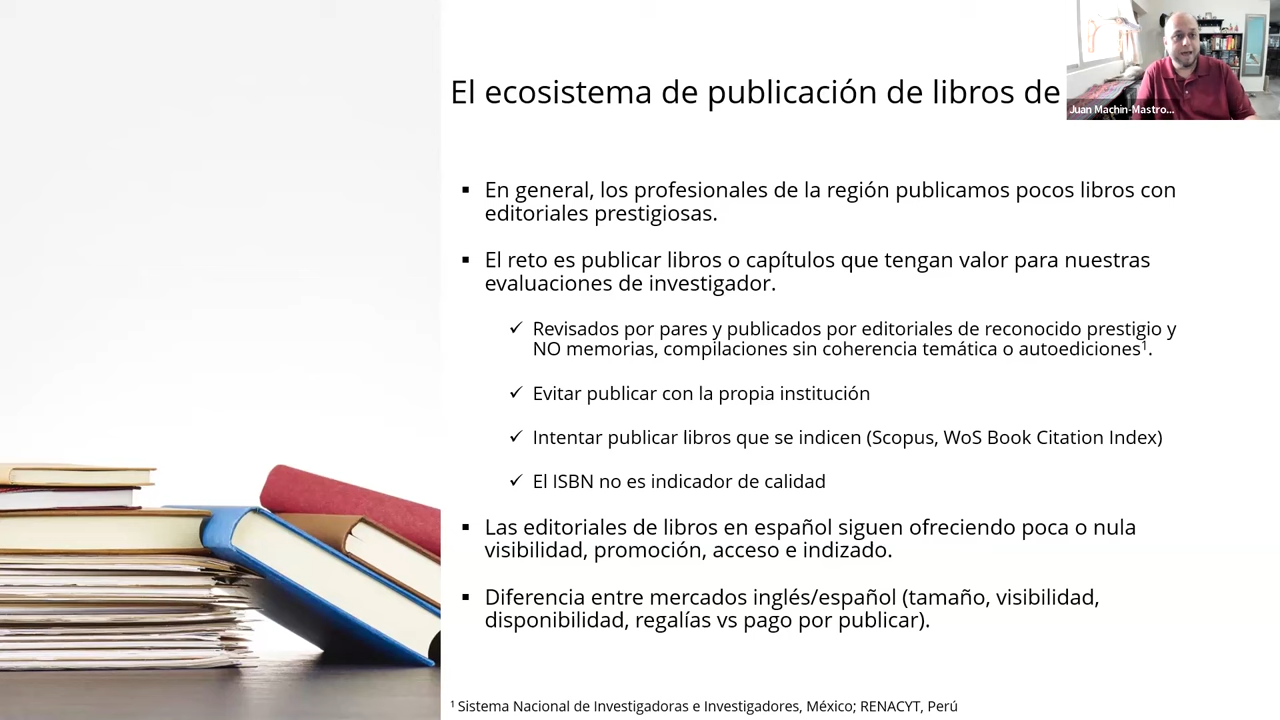 El ecosistema de publicación de libros de
Juan Machin-Mastro...
▪ En general, los profesionales de la región publicamos pocos libros con
editoriales prestigiosas.
▪ El reto es publicar libros o capítulos que tengan valor para nuestras
evaluaciones de investigador.
✓ Revisados por pares y publicados por editoriales de reconocido prestigio y
NO memorias, compilaciones sin coherencia temática o autoediciones¹.
✓ Evitar publicar con la propia institución
✓ Intentar publicar libros que se indicen (Scopus, WoS Book Citation Index)
✓ El ISBN no es indicador de calidad
▪ Las editoriales de libros en español siguen ofreciendo poca o nula
visibilidad, promoción, acceso e indizado.
▪ Diferencia entre mercados inglés/español (tamaño, visibilidad,
disponibilidad, regalías vs pago por publicar).
¹ Sistema Nacional de Investigadoras e Investigadores, México; RENACYT, Perú